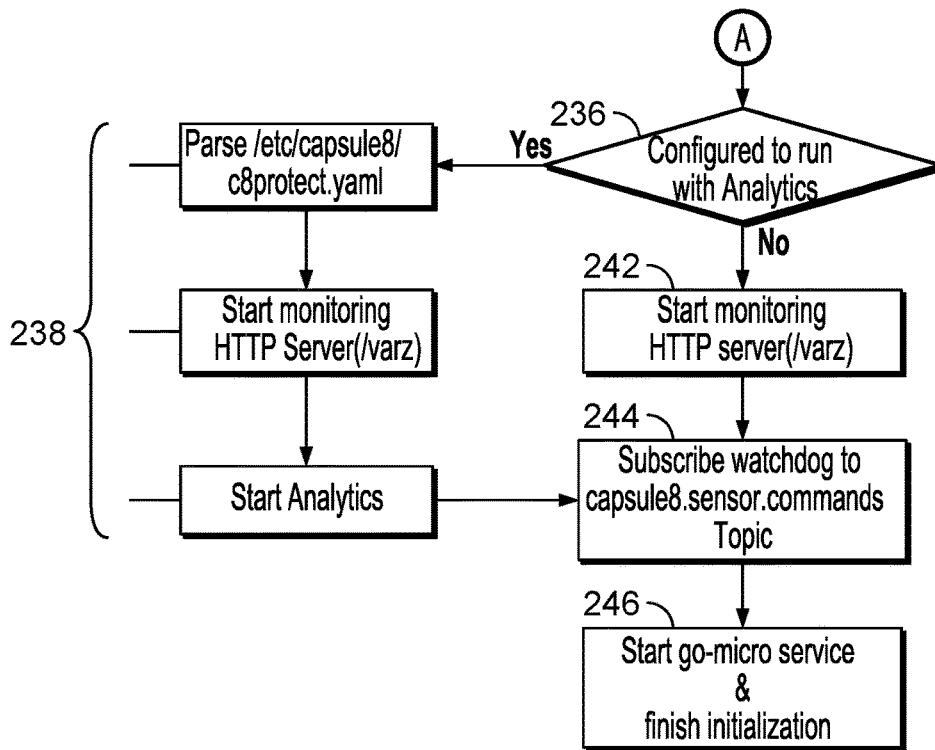 A
236
Configured to run
with Analytics
Yes
No
Parse /etc/capsule8/
c8protect.yaml
Start monitoring
HTTP Server(/varz)
Start Analytics
238
242
Start monitoring
HTTP server(/varz)
244
Subscribe watchdog to
capsule8.sensor.commands
Topic
246
Start go-micro service
&
finish initialization